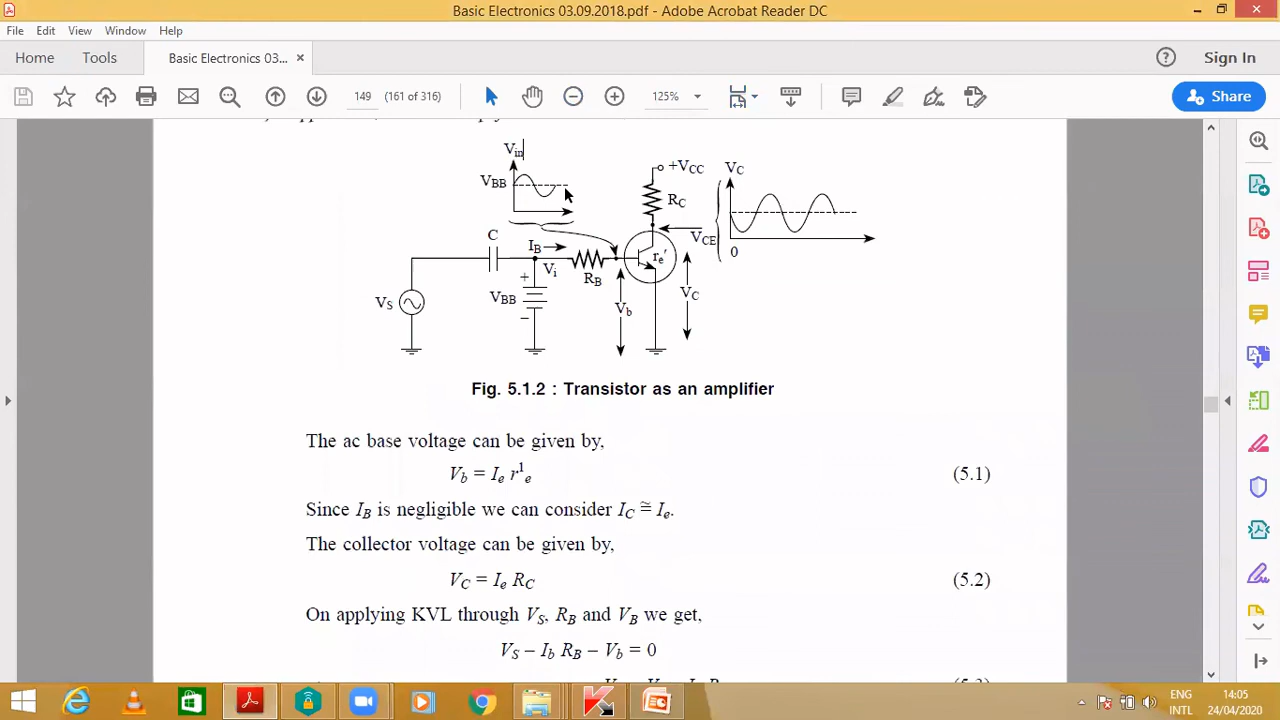 Basic Electronics 03.09.2018.pdf - Adobe Acrobat Reader DC
File Edit View Window Help
Home Tools Basic Electronics 03... × Sign In
149 (161 of 316) 125% Share
Vin
VBB
+VCC
RC
VC
VCE
0
C
IB
Vi
RB
re'
VS
+
VBB
−
Vb
VC
Fig. 5.1.2 : Transistor as an amplifier
The ac base voltage can be given by,
Vb = Ie r¹e (5.1)
Since IB is negligible we can consider IC ≅ Ie.
The collector voltage can be given by,
VC = Ie RC (5.2)
On applying KVL through VS, RB and VB we get,
VS – Ib RB – Vb = 0
ENG 14:05
INTL 24/04/2020